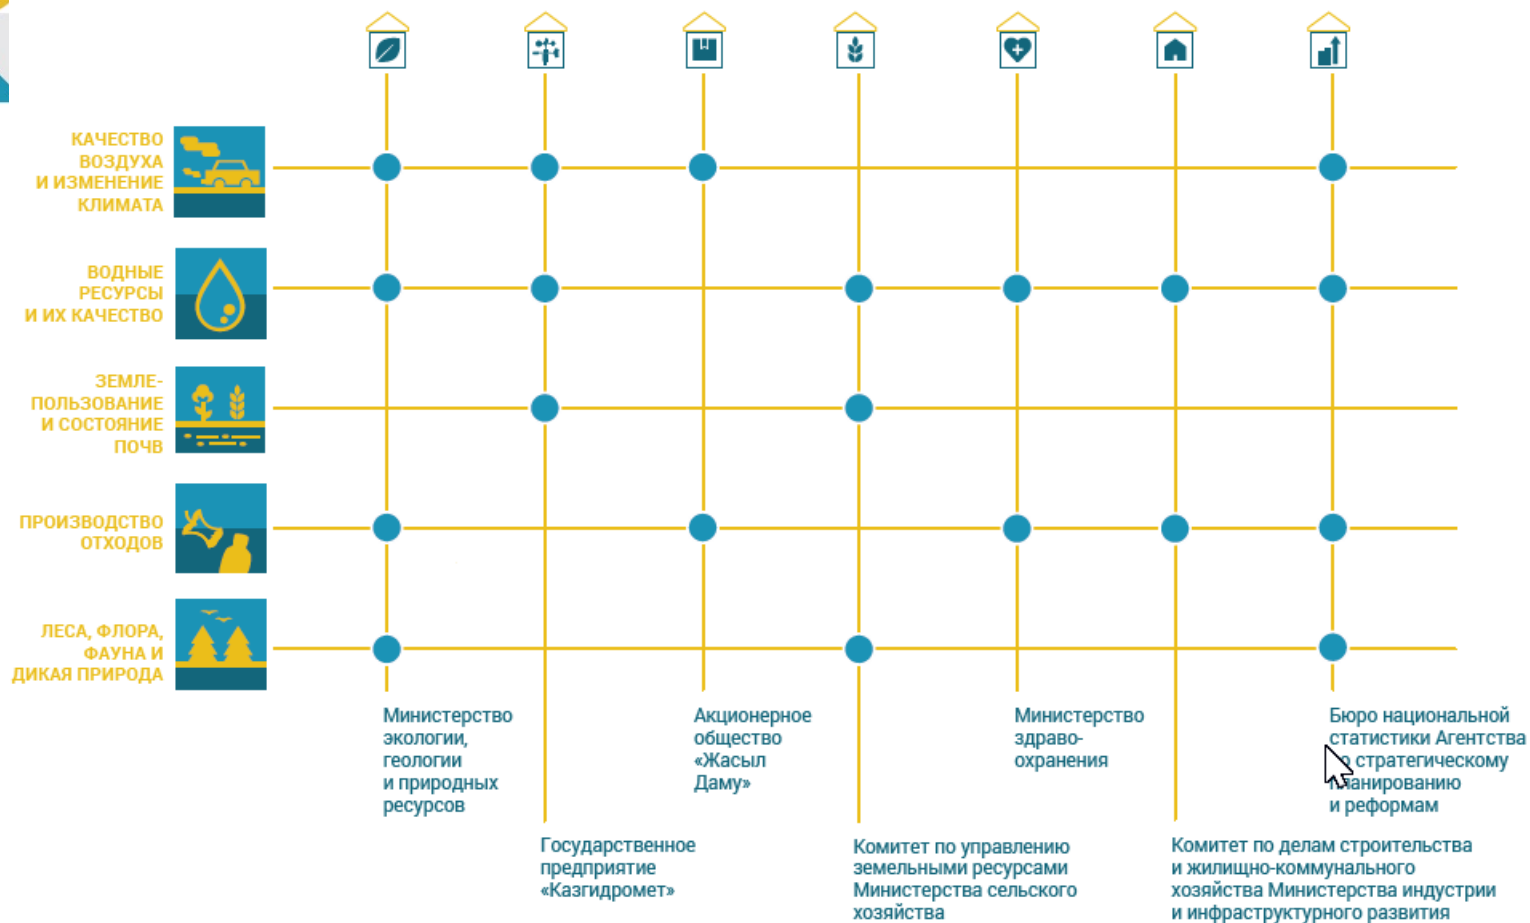 КАЧЕСТВО
ВОЗДУХА
И ИЗМЕНЕНИЕ
КЛИМАТА
ВОДНЫЕ
РЕСУРСЫ
И ИХ КАЧЕСТВО
ЗЕМЛЕ-
ПОЛЬЗОВАНИЕ
И СОСТОЯНИЕ
ПОЧВ
ПРОИЗВОДСТВО
ОТХОДОВ
ЛЕСА, ФЛОРА,
ФАУНА И
ДИКАЯ ПРИРОДА
Министерство
экологии,
геологии
и природных
ресурсов
Государственное
предприятие
«Казгидромет»
Акционерное
общество
«Жасыл
Даму»
Комитет по управлению
земельными ресурсами
Министерства сельского
хозяйства
Министерство
здраво-
охранения
Комитет по делам строительства
и жилищно-коммунального
хозяйства Министерства индустрии
и инфраструктурного развития
Бюро национальной
статистики Агентства
по стратегическому
планированию
и реформам